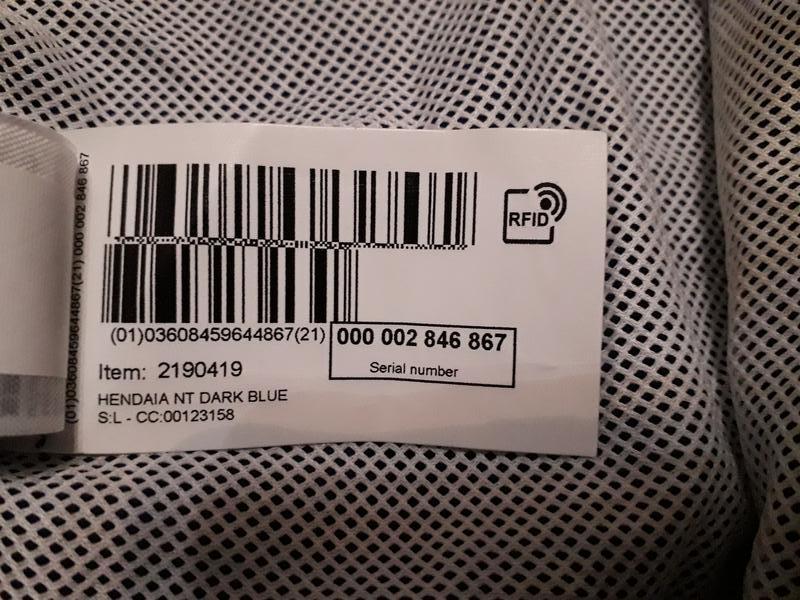 RFID
(01)03608459644867(21)
000 002 846 867
Serial number
Item: 2190419
HENDAIA NT DARK BLUE
S:L - CC:00123158
(01)03608459644867(21) 000 002 846 867